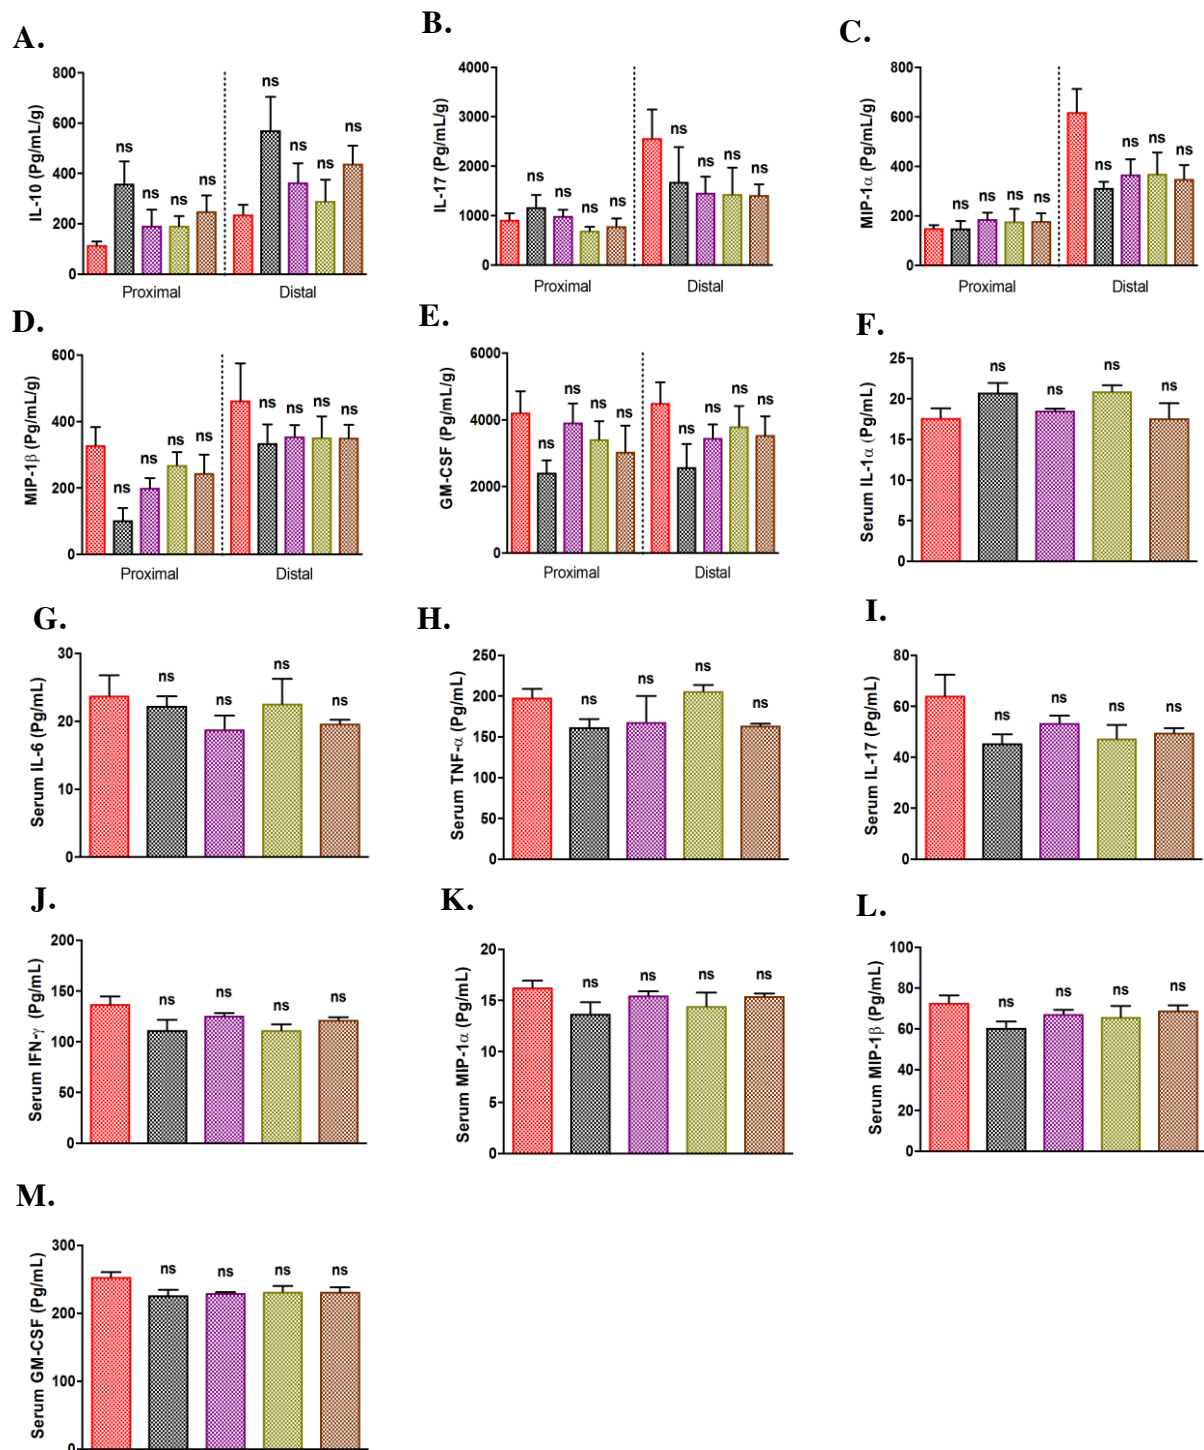 A.
IL-10 (Pg/mL/g)
800
600
400
200
0
ns
ns
ns
ns
ns
ns
ns
ns
Proximal
Distal
B.
IL-17 (Pg/mL/g)
4000
3000
2000
1000
0
ns
ns
ns
ns
ns
ns
ns
ns
Proximal
Distal
C.
MIP-1α (Pg/mL/g)
800
600
400
200
0
ns
ns
ns
ns
ns
ns
ns
ns
Proximal
Distal
D.
MIP-1β (Pg/mL/g)
600
400
200
0
ns
ns
ns
ns
ns
ns
ns
ns
Proximal
Distal
E.
GM-CSF (Pg/mL/g)
6000
4000
2000
0
ns
ns
ns
ns
ns
ns
ns
ns
Proximal
Distal
F.
Serum IL-1α (Pg/mL)
25
20
15
10
5
0
ns
ns
ns
ns
G.
Serum IL-6 (Pg/mL)
30
20
10
0
ns
ns
ns
ns
H.
Serum TNF-α (Pg/mL)
250
200
150
100
50
0
ns
ns
ns
ns
I.
Serum IL-17 (Pg/mL)
80
60
40
20
0
ns
ns
ns
ns
J.
Serum IFN-γ (Pg/mL)
200
150
100
50
0
ns
ns
ns
ns
K.
Serum MIP-1α (Pg/mL)
20
15
10
5
0
ns
ns
ns
ns
L.
Serum MIP-1β (Pg/mL)
100
80
60
40
20
0
ns
ns
ns
ns
M.
Serum GM-CSF (Pg/mL)
300
200
100
0
ns
ns
ns
ns